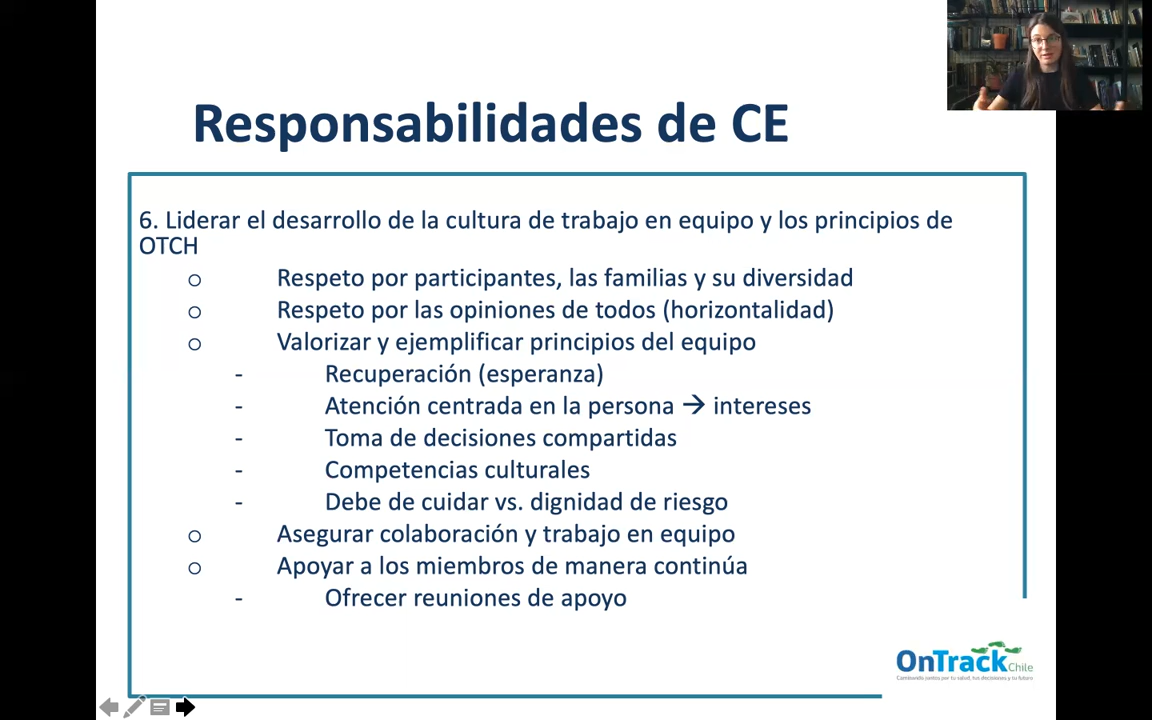 Responsabilidades de CE
6. Liderar el desarrollo de la cultura de trabajo en equipo y los principios de
OTCH
o Respeto por participantes, las familias y su diversidad
o Respeto por las opiniones de todos (horizontalidad)
o Valorizar y ejemplificar principios del equipo
- Recuperación (esperanza)
- Atención centrada en la persona → intereses
- Toma de decisiones compartidas
- Competencias culturales
- Debe de cuidar vs. dignidad de riesgo
o Asegurar colaboración y trabajo en equipo
o Apoyar a los miembros de manera continúa
- Ofrecer reuniones de apoyo
OnTrackChile
Cambiando juntos por tu salud, tus decisiones y tu futuro